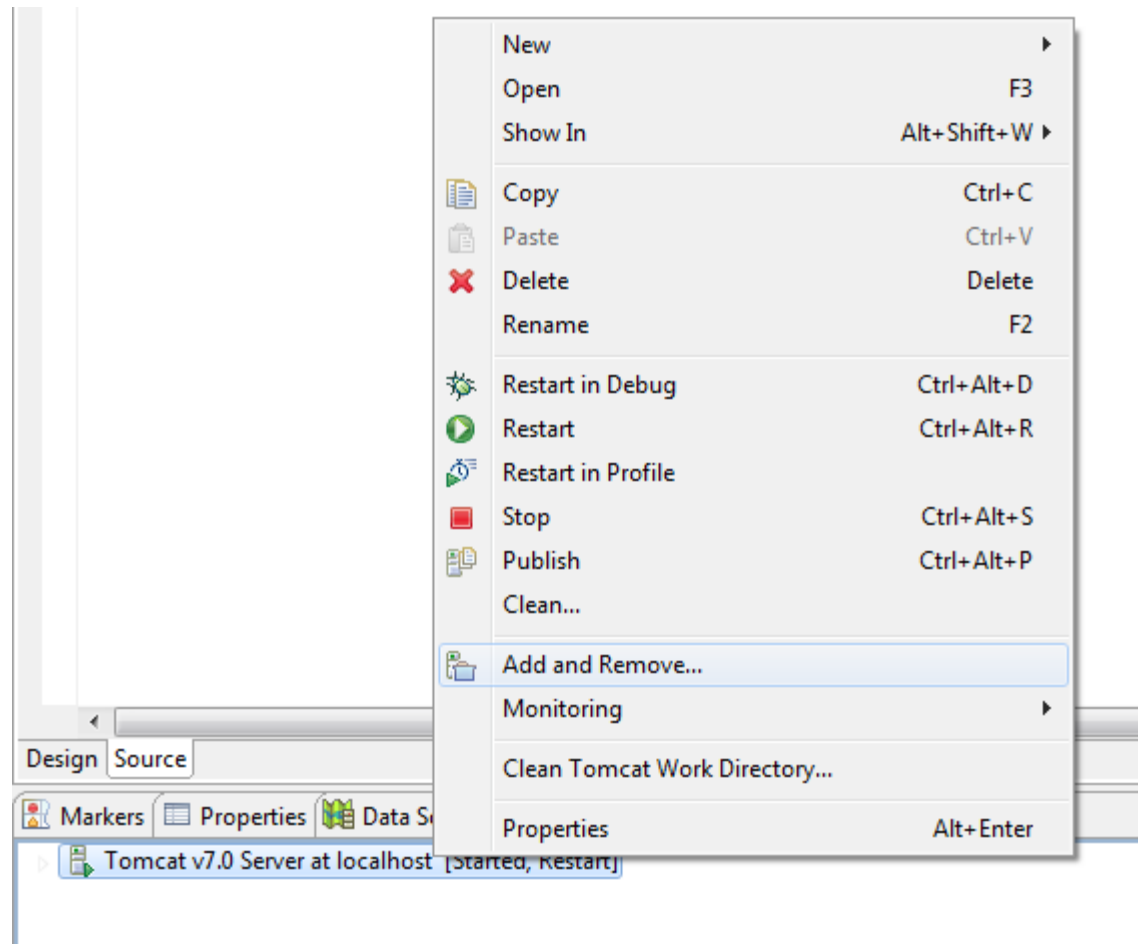 New
Open F3
Show In Alt+Shift+W
Copy Ctrl+C
Paste Ctrl+V
Delete Delete
Rename F2
Restart in Debug Ctrl+Alt+D
Restart Ctrl+Alt+R
Restart in Profile
Stop Ctrl+Alt+S
Publish Ctrl+Alt+P
Clean...
Add and Remove...
Monitoring
Clean Tomcat Work Directory...
Properties Alt+Enter
Design Source
Markers Properties Data S
Tomcat v7.0 Server at localhost [Started, Restart]